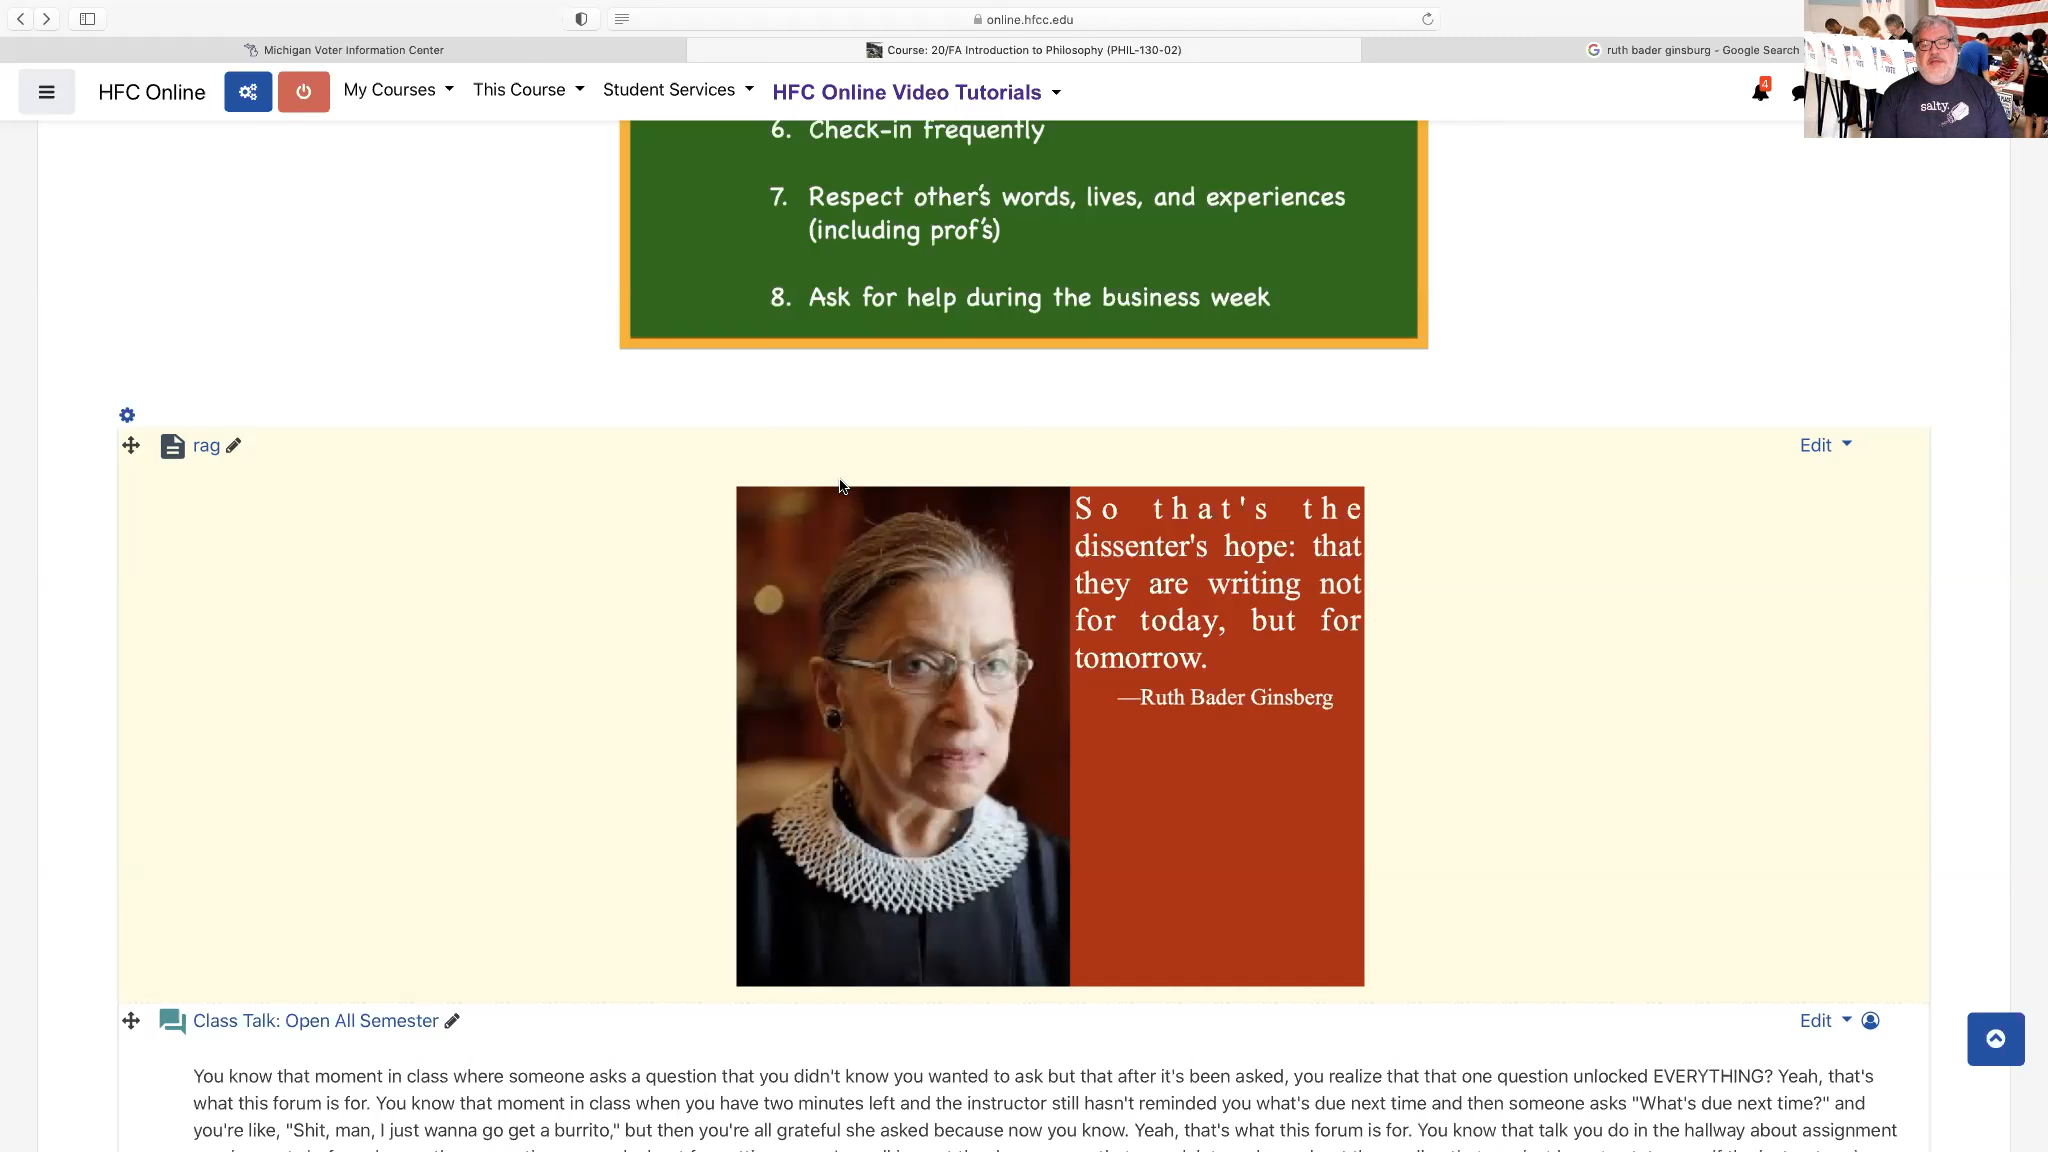 online.hfcc.edu
Michigan Voter Information Center
Course: 20/FA Introduction to Philosophy (PHIL-130-02)
ruth bader ginsburg - Google Search
HFC Online
My Courses
This Course
Student Services
HFC Online Video Tutorials
4
salty.
6. Check-in frequently
7. Respect other's words, lives, and experiences
(including prof's)
8. Ask for help during the business week
rag
Edit
So that's the
dissenter's hope: that
they are writing not
for today, but for
tomorrow.
—Ruth Bader Ginsberg
Class Talk: Open All Semester
Edit
You know that moment in class where someone asks a question that you didn't know you wanted to ask but that after it's been asked, you realize that that one question unlocked EVERYTHING? Yeah, that's
what this forum is for. You know that moment in class when you have two minutes left and the instructor still hasn't reminded you what's due next time and then someone asks "What's due next time?" and
you're like, "Shit, man, I just wanna go get a burrito," but then you're all grateful she asked because now you know. Yeah, that's what this forum is for. You know that talk you do in the hallway about assignment